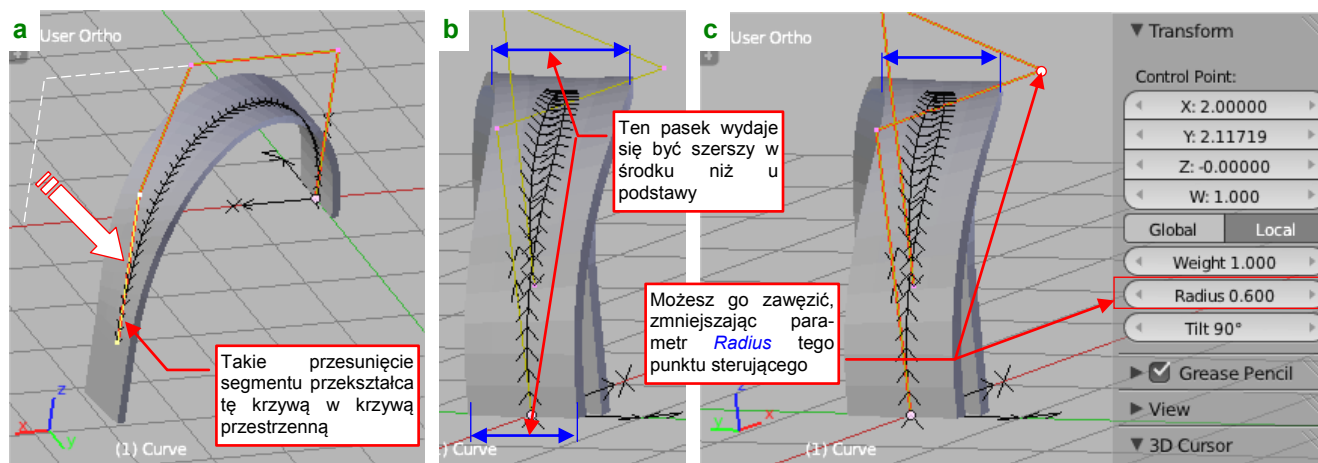 a
User Ortho
Takie przesunięcie
segmentu przekształca
tę krzywą w krzywą
przestrzenną
z
x
y
(1) Curve
b
Ten pasek wydaje
się być szerszy w
środku niż u
podstawy
) Curve
c
User Ortho
Możesz go zawęzić,
zmniejszając para-
metr Radius tego
punktu sterującego
z
x
y
(1) Curve
Transform
Control Point:
X: 2.00000
Y: 2.11719
Z: -0.00000
W: 1.000
Global Local
Weight 1.000
Radius 0.600
Tilt 90°
Grease Pencil
View
3D Cursor